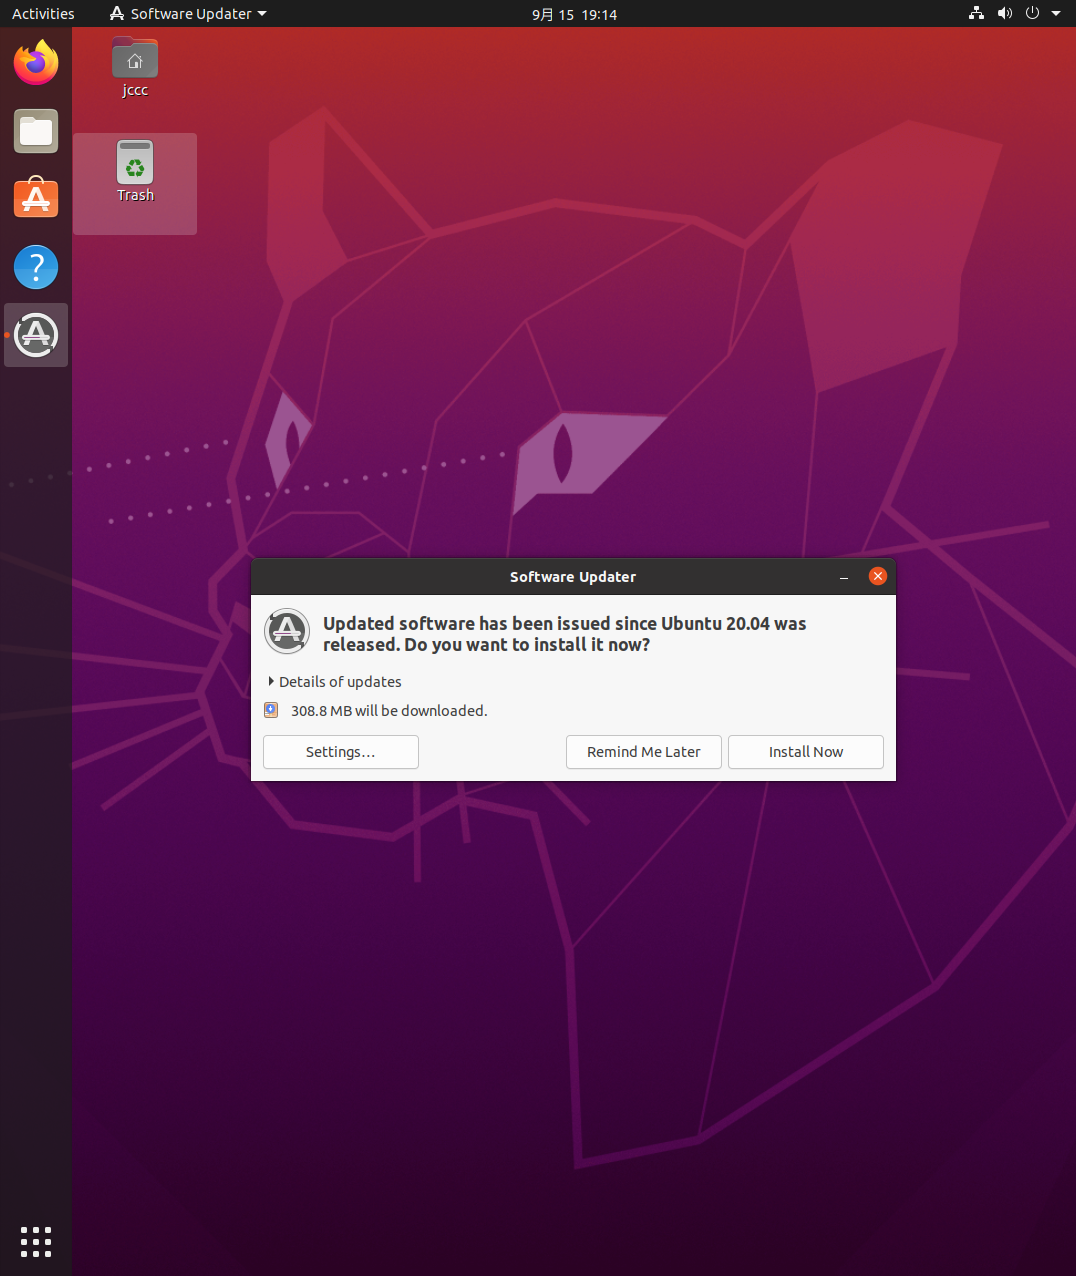 Activities
Software Updater
9月 15 19:14
jccc
Trash
Software Updater
Updated software has been issued since Ubuntu 20.04 was
released. Do you want to install it now?
Details of updates
308.8 MB will be downloaded.
Settings…
Remind Me Later
Install Now